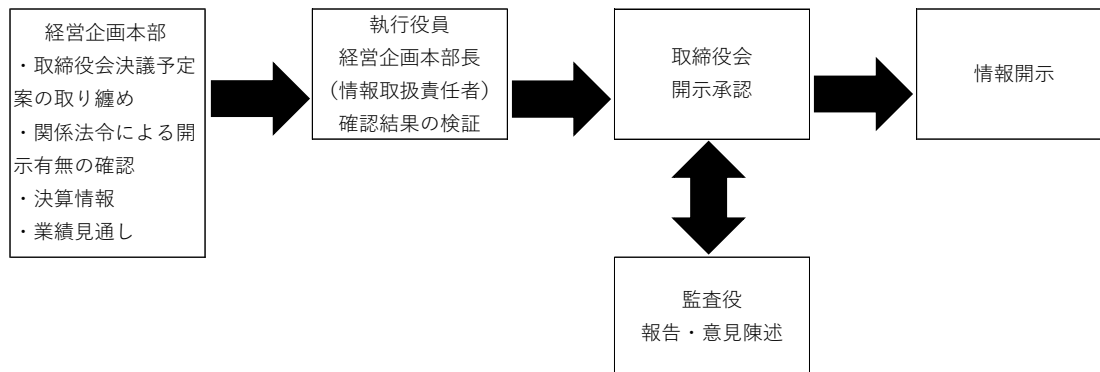 経営企画本部
・取締役会決議予定
案の取り纏め
・関係法令による開
示有無の確認
・決算情報
・業績見通し
執行役員
経営企画本部長
（情報取扱責任者）
確認結果の検証
取締役会
開示承認
情報開示
監査役
報告・意見陳述